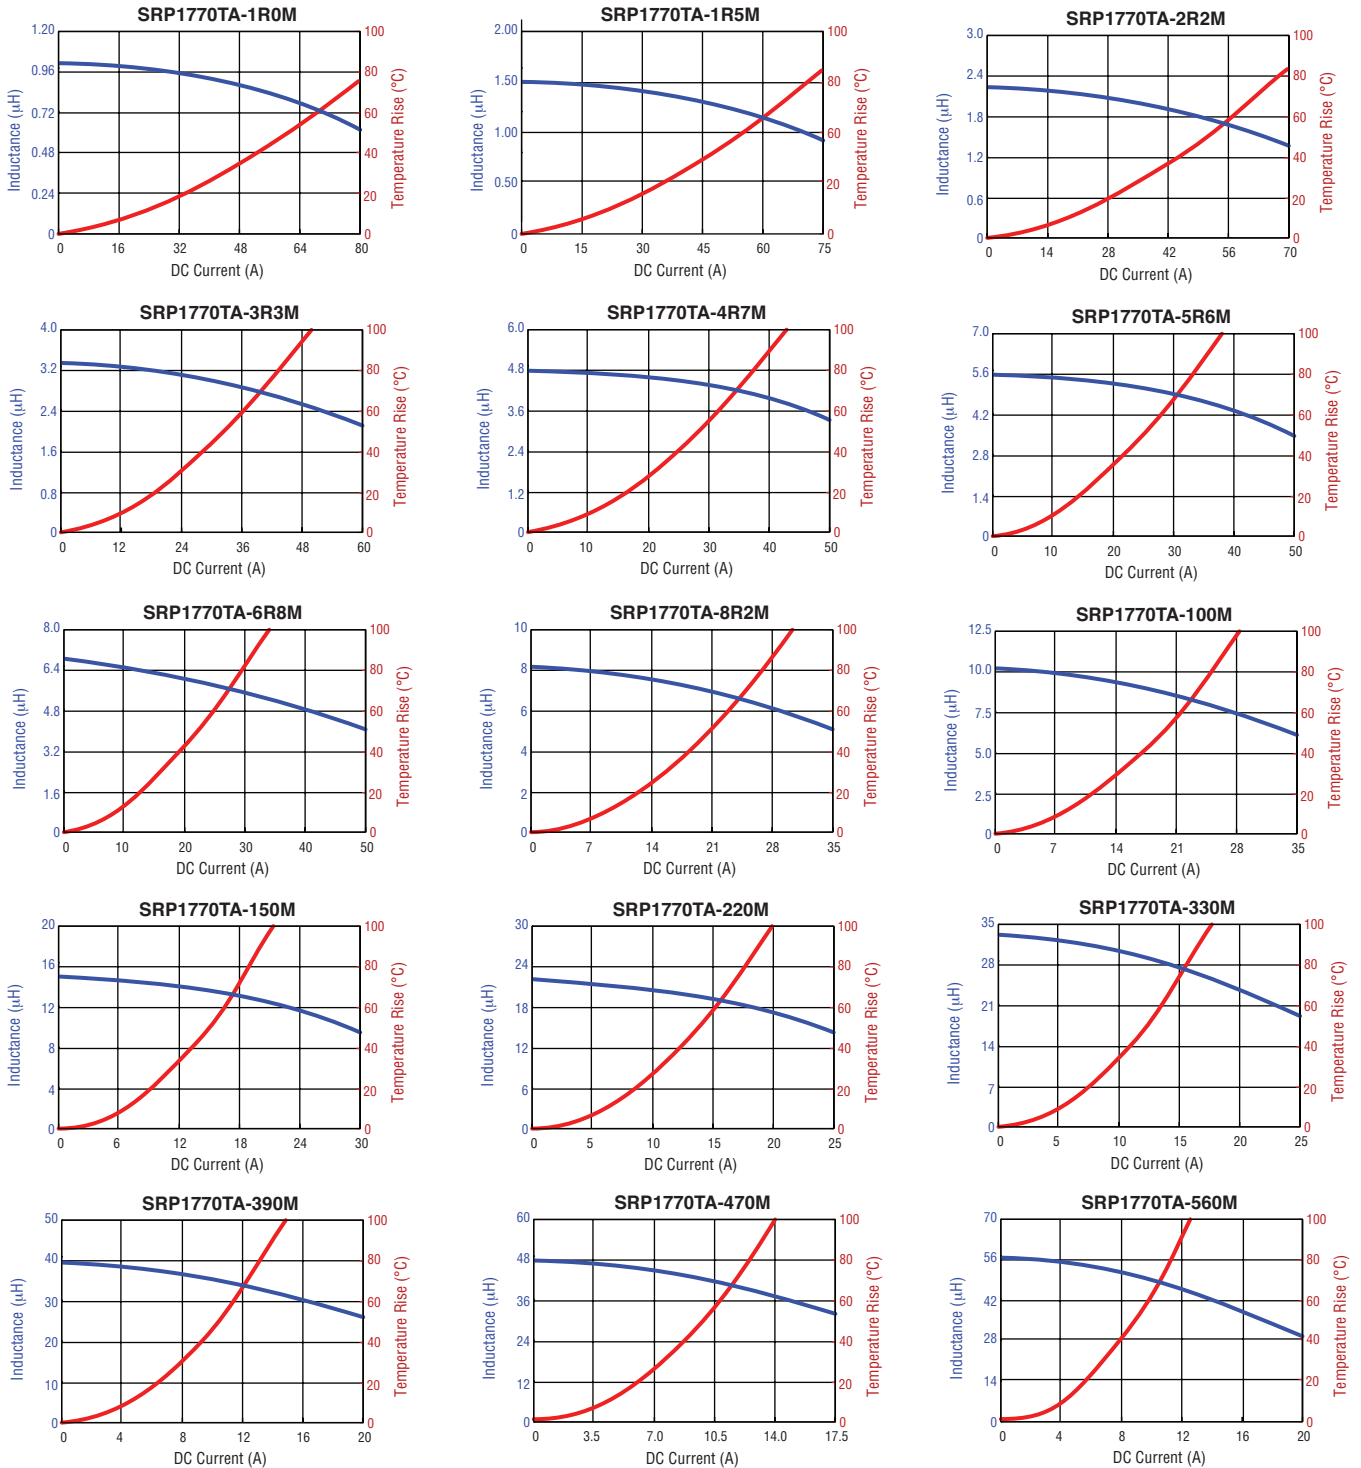 SRP1770TA-1R0M
Inductance (μH)
1.20
0.96
0.72
0.48
0.24
0
100
80
60
40
20
0
Temperature Rise (°C)
0 16 32 48 64 80
DC Current (A)
SRP1770TA-1R5M
Inductance (μH)
2.00
1.50
1.00
0.50
0
100
80
60
20
0
Temperature Rise (°C)
0 15 30 45 60 75
DC Current (A)
SRP1770TA-2R2M
Inductance (μH)
3.0
2.4
1.8
1.2
0.6
0
100
80
60
40
20
0
Temperature Rise (°C)
0 14 28 42 56 70
DC Current (A)
SRP1770TA-3R3M
Inductance (μH)
4.0
3.2
2.4
1.6
0.8
0
100
80
60
40
20
0
Temperature Rise (°C)
0 12 24 36 48 60
DC Current (A)
SRP1770TA-4R7M
Inductance (μH)
6.0
4.8
3.6
2.4
1.2
0
100
80
60
40
20
0
Temperature Rise (°C)
0 10 20 30 40 50
DC Current (A)
SRP1770TA-5R6M
Inductance (μH)
7.0
5.6
4.2
2.8
1.4
0
100
80
60
40
20
0
Temperature Rise (°C)
0 10 20 30 40 50
DC Current (A)
SRP1770TA-6R8M
Inductance (μH)
8.0
6.4
4.8
3.2
1.6
0
100
80
60
40
20
0
Temperature Rise (°C)
0 10 20 30 40 50
DC Current (A)
SRP1770TA-8R2M
Inductance (μH)
10
8
6
4
2
0
100
80
60
40
20
0
Temperature Rise (°C)
0 7 14 21 28 35
DC Current (A)
SRP1770TA-100M
Inductance (μH)
12.5
10.0
7.5
5.0
2.5
0
100
80
60
40
20
0
Temperature Rise (°C)
0 7 14 21 28 35
DC Current (A)
SRP1770TA-150M
Inductance (μH)
20
16
12
8
4
0
100
80
60
40
20
0
Temperature Rise (°C)
0 6 12 18 24 30
DC Current (A)
SRP1770TA-220M
Inductance (μH)
30
24
18
12
6
0
100
80
60
40
20
0
Temperature Rise (°C)
0 5 10 15 20 25
DC Current (A)
SRP1770TA-330M
Inductance (μH)
35
28
21
14
7
0
100
80
60
40
20
0
Temperature Rise (°C)
0 5 10 15 20 25
DC Current (A)
SRP1770TA-390M
Inductance (μH)
50
40
30
20
10
0
100
80
60
40
20
0
Temperature Rise (°C)
0 4 8 12 16 20
DC Current (A)
SRP1770TA-470M
Inductance (μH)
60
48
36
24
12
0
100
80
60
40
20
0
Temperature Rise (°C)
0 3.5 7.0 10.5 14.0 17.5
DC Current (A)
SRP1770TA-560M
Inductance (μH)
70
56
42
28
14
0
100
80
60
40
20
0
Temperature Rise (°C)
0 4 8 12 16 20
DC Current (A)